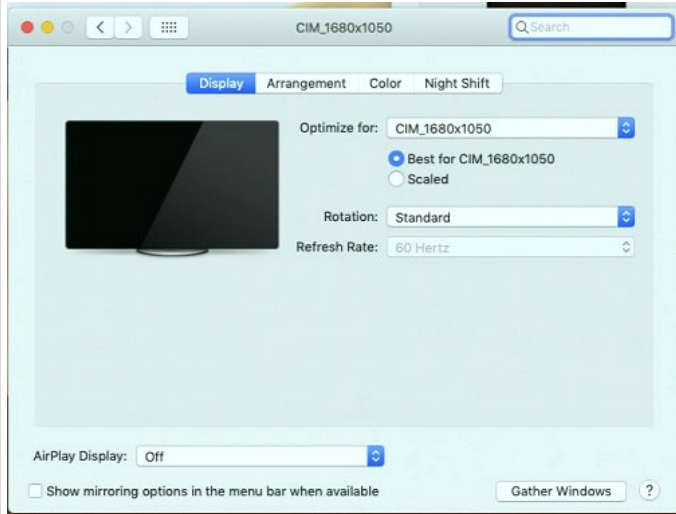 CIM_1680x1050
Search
Display Arrangement Color Night Shift
Optimize for: CIM_1680x1050
Best for CIM_1680x1050
Scaled
Rotation: Standard
Refresh Rate: 60 Hertz
AirPlay Display: Off
Show mirroring options in the menu bar when available
Gather Windows ?